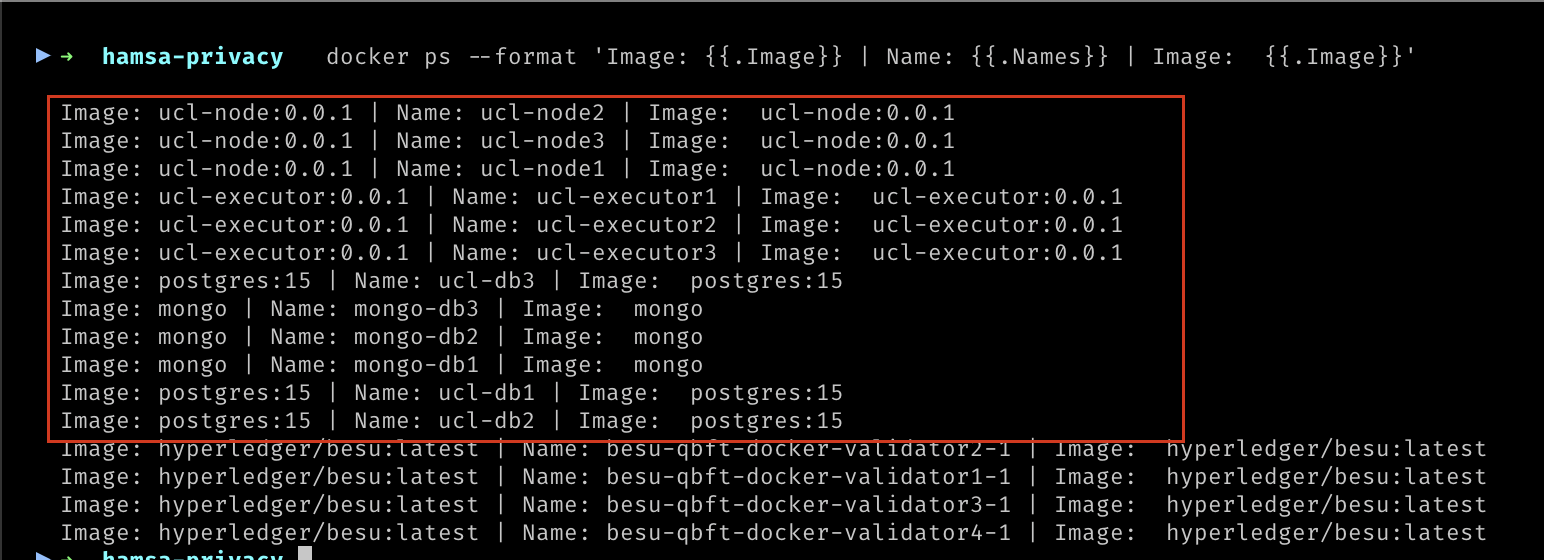 ▶ → hamsa-privacy docker ps --format 'Image: {{.Image}} | Name: {{.Names}} | Image:  {{.Image}}'
Image: ucl-node:0.0.1 | Name: ucl-node2 | Image:  ucl-node:0.0.1
Image: ucl-node:0.0.1 | Name: ucl-node3 | Image:  ucl-node:0.0.1
Image: ucl-node:0.0.1 | Name: ucl-node1 | Image:  ucl-node:0.0.1
Image: ucl-executor:0.0.1 | Name: ucl-executor1 | Image:  ucl-executor:0.0.1
Image: ucl-executor:0.0.1 | Name: ucl-executor2 | Image:  ucl-executor:0.0.1
Image: ucl-executor:0.0.1 | Name: ucl-executor3 | Image:  ucl-executor:0.0.1
Image: postgres:15 | Name: ucl-db3 | Image:  postgres:15
Image: mongo | Name: mongo-db3 | Image:  mongo
Image: mongo | Name: mongo-db2 | Image:  mongo
Image: mongo | Name: mongo-db1 | Image:  mongo
Image: postgres:15 | Name: ucl-db1 | Image:  postgres:15
Image: postgres:15 | Name: ucl-db2 | Image:  postgres:15
Image: hyperledger/besu:latest | Name: besu-qbft-docker-validator2-1 | Image:  hyperledger/besu:latest
Image: hyperledger/besu:latest | Name: besu-qbft-docker-validator1-1 | Image:  hyperledger/besu:latest
Image: hyperledger/besu:latest | Name: besu-qbft-docker-validator3-1 | Image:  hyperledger/besu:latest
Image: hyperledger/besu:latest | Name: besu-qbft-docker-validator4-1 | Image:  hyperledger/besu:latest
▶ → hamsa-privacy